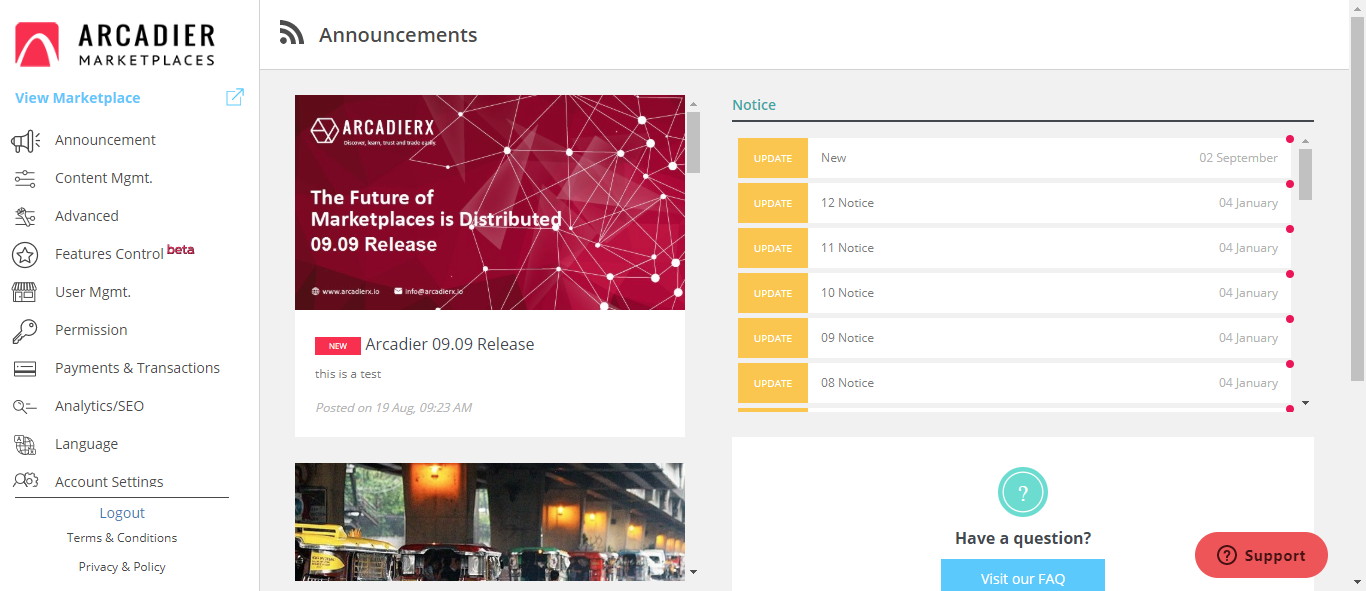 ARCADIER
MARKETPLACES
View Marketplace
Announcement
Content Mgmt.
Advanced
Features Control beta
User Mgmt.
Permission
Payments & Transactions
Analytics/SEO
Language
Account Settings
Logout
Terms & Conditions
Privacy & Policy
Announcements
ARCADIERX
Discover, learn, trust and trade easily.
The Future of
Marketplaces is Distributed
09.09 Release
www.arcadierx.io info@arcadierx.io
NEW Arcadier 09.09 Release
this is a test
Posted on 19 Aug, 09:23 AM
Notice
UPDATE New 02 September
UPDATE 12 Notice 04 January
UPDATE 11 Notice 04 January
UPDATE 10 Notice 04 January
UPDATE 09 Notice 04 January
UPDATE 08 Notice 04 January
?
Have a question?
Visit our FAQ
? Support